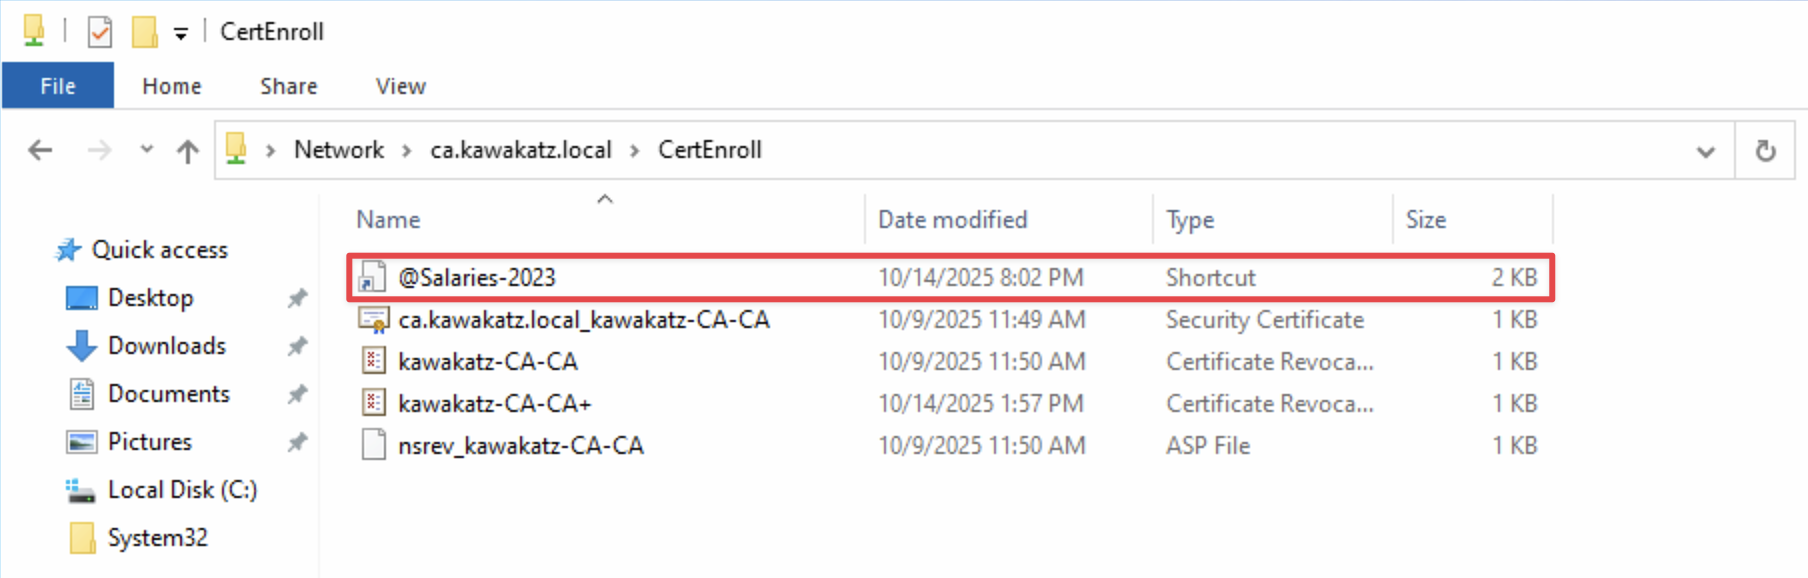 CertEnroll
File Home Share View
Network > ca.kawakatz.local > CertEnroll
Name Date modified Type Size
Quick access
Desktop
Downloads
Documents
Pictures
Local Disk (C:)
System32
@Salaries-2023 10/14/2025 8:02 PM Shortcut 2 KB
ca.kawakatz.local_kawakatz-CA-CA 10/9/2025 11:49 AM Security Certificate 1 KB
kawakatz-CA-CA 10/9/2025 11:50 AM Certificate Revoca... 1 KB
kawakatz-CA-CA+ 10/14/2025 1:57 PM Certificate Revoca... 1 KB
nsrev_kawakatz-CA-CA 10/9/2025 11:50 AM ASP File 1 KB